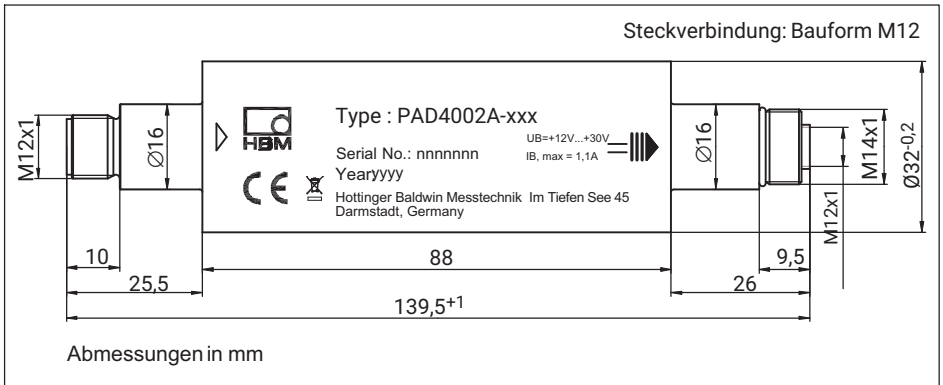 Steckverbindung: Bauform M12
M12x1
Ø16
HBM
Type : PAD4002A-xxx
UB=+12V...+30V
IB, max = 1,1A
Serial No.: nnnnnnn
Yearyyyy
CE
Hottinger Baldwin Messtechnik Im Tiefen See 45
Darmstadt, Germany
Ø16
M14x1
M12x1
Ø32-0,2
10
88
9,5
25,5
26
139,5+1
Abmessungen in mm